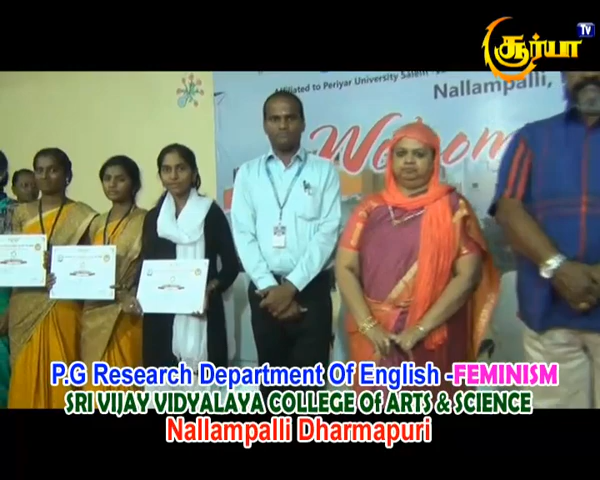 சூர்யா TV
Affiliated to Periyar University Salem
Nallampalli,
Welcome
P.G Research Department Of English -FEMINISM
SRI VIJAY VIDYALAYA COLLEGE Of ARTS & SCIENCE
Nallampalli Dharmapuri